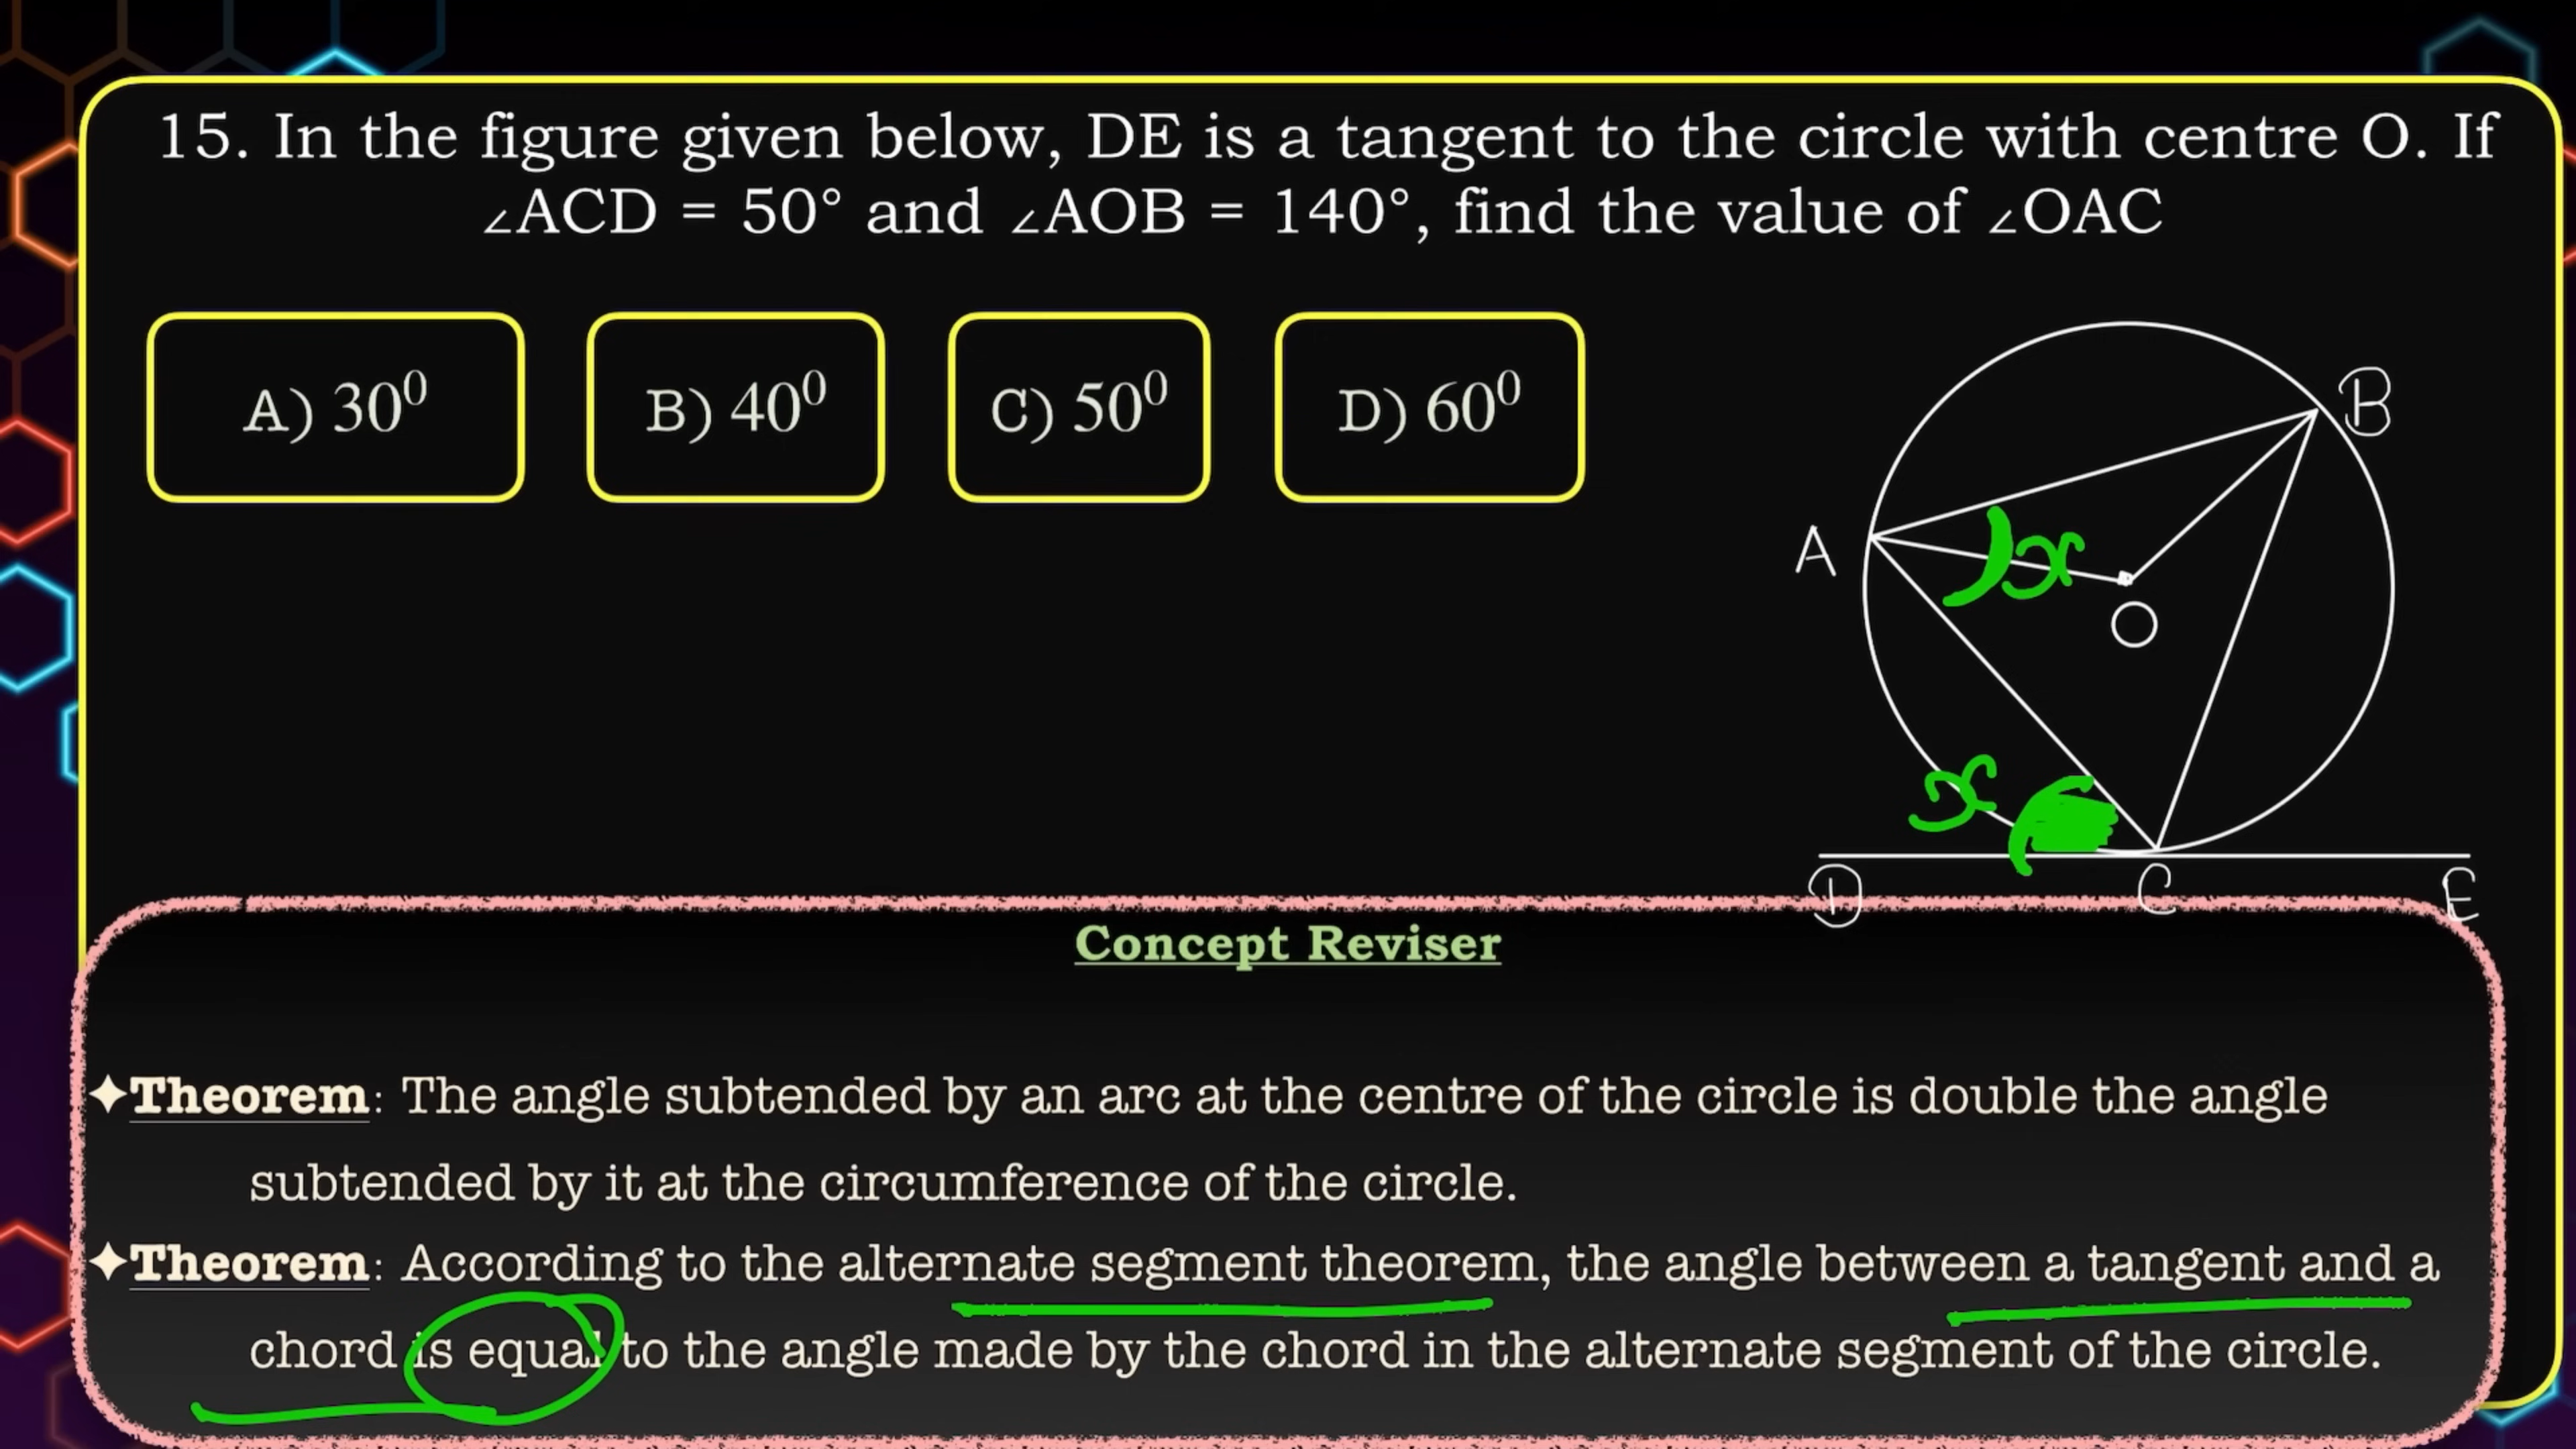 15. In the figure given below, DE is a tangent to the circle with centre O. If
∠ACD = 50° and ∠AOB = 140°, find the value of ∠OAC
A) 30⁰ B) 40⁰ C) 50⁰ D) 60⁰
B
A
x
O
x
D C E
Concept Reviser
✦Theorem: The angle subtended by an arc at the centre of the circle is double the angle
subtended by it at the circumference of the circle.
✦Theorem: According to the alternate segment theorem, the angle between a tangent and a
chord is equal to the angle made by the chord in the alternate segment of the circle.